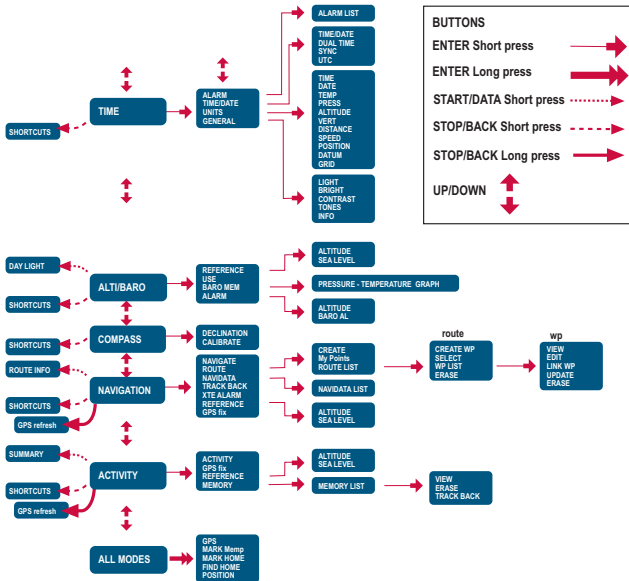 ALARM LIST
TIME/DATE
DUAL TIME
SYNC
UTC
TIME
ALARM
TIME/DATE
UNITS
GENERAL
TIME
DATE
TEMP
PRESS
ALTITUDE
VERT
DISTANCE
SPEED
POSITION
DATUM
GRID
SHORTCUTS
LIGHT
BRIGHT
CONTRAST
TONES
INFO
BUTTONS
ENTER Short press
ENTER Long press
START/DATA Short press
STOP/BACK Short press
STOP/BACK Long press
UP/DOWN
DAY LIGHT
SHORTCUTS
ALTI/BARO
REFERENCE
USE
BARO MEM
ALARM
ALTITUDE
SEA LEVEL
PRESSURE - TEMPERATURE GRAPH
ALTITUDE
BARO AL
SHORTCUTS
COMPASS
DECLINATION
CALIBRATE
ROUTE INFO
SHORTCUTS
GPS refresh
NAVIGATION
NAVIGATE
ROUTE
NAVIDATA
TRACK BACK
XTE ALARM
REFERENCE
GPS fix
CREATE
My Points
ROUTE LIST
NAVIDATA LIST
ALTITUDE
SEA LEVEL
route
CREATE WP
SELECT
WP LIST
ERASE
wp
VIEW
EDIT
LINK WP
UPDATE
ERASE
SUMMARY
SHORTCUTS
GPS refresh
ACTIVITY
ACTIVITY
GPS fix
REFERENCE
MEMORY
ALTITUDE
SEA LEVEL
MEMORY LIST
VIEW
ERASE
TRACK BACK
ALL MODES
GPS
MARK Memp
MARK HOME
FIND HOME
POSITION